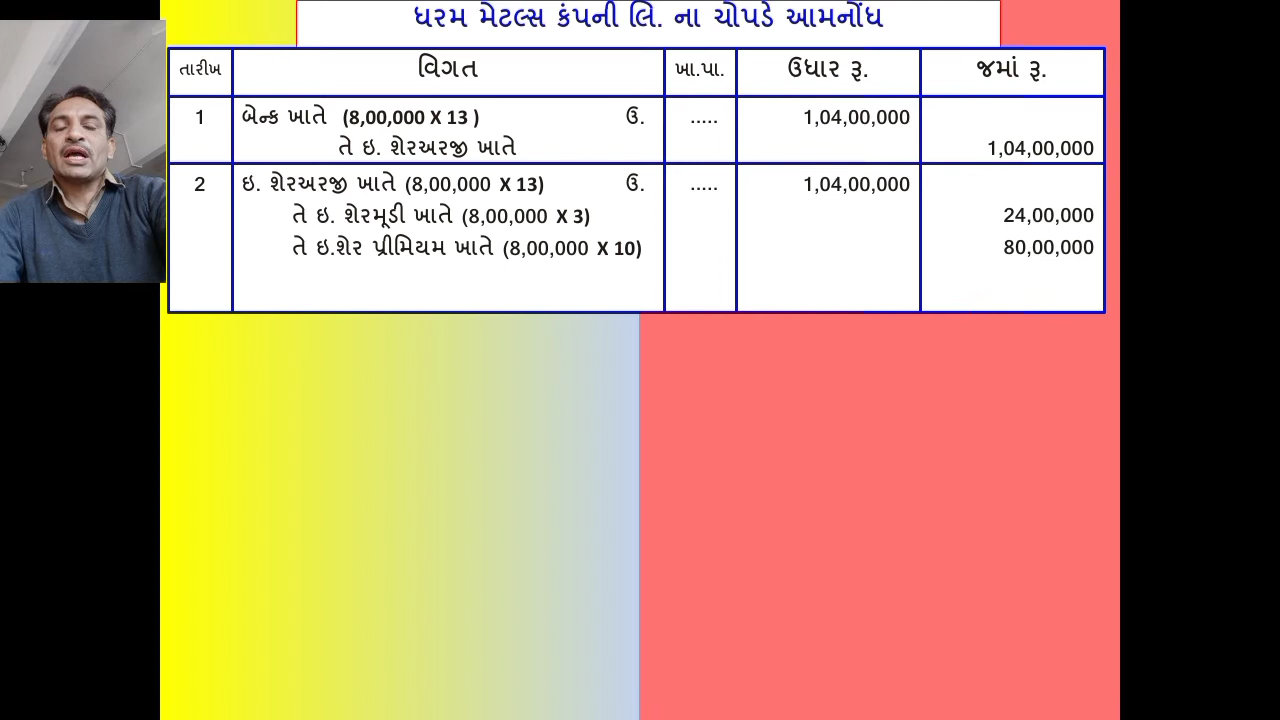 ધરમ મેટલ્સ કંપની લિ. ના ચોપડે આમનોંધ
તારીખ વિગત ખા.પા. ઉધાર રૂ. જમાં રૂ.
1 બેન્ક ખાતે (8,00,000 X 13 ) ઉ. ..... 1,04,00,000
તે ઇ. શેરઅરજી ખાતે 1,04,00,000
2 ઇ. શેરઅરજી ખાતે (8,00,000 X 13) ઉ. ..... 1,04,00,000
તે ઇ. શેરમૂડી ખાતે (8,00,000 X 3) 24,00,000
તે ઇ.શેર પ્રીમિયમ ખાતે (8,00,000 X 10) 80,00,000